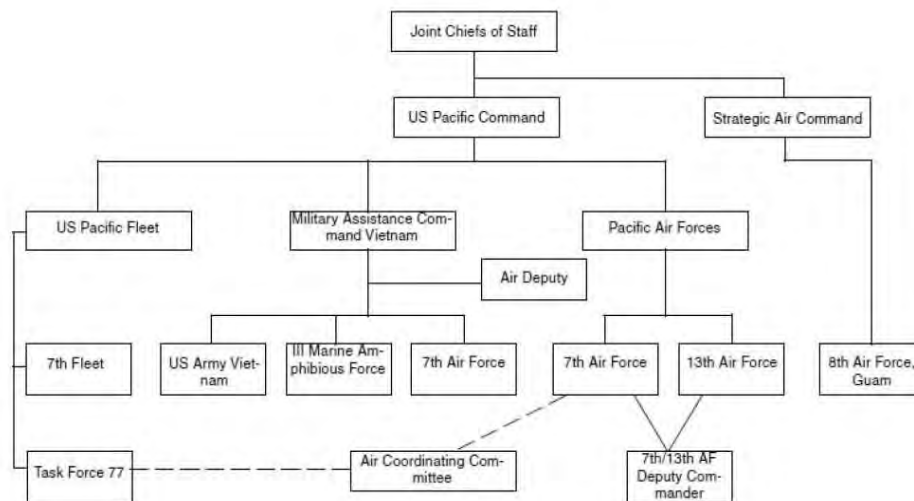 Joint Chiefs of Staff
US Pacific Command
Strategic Air Command
US Pacific Fleet
Military Assistance Com-
mand Vietnam
Pacific Air Forces
Air Deputy
7th Fleet
US Army Viet-
nam
III Marine Am-
phibious Force
7th Air Force
7th Air Force
13th Air Force
8th Air Force,
Guam
Task Force 77
Air Coordinating Com-
mittee
7th/13th AF
Deputy Com-
mander